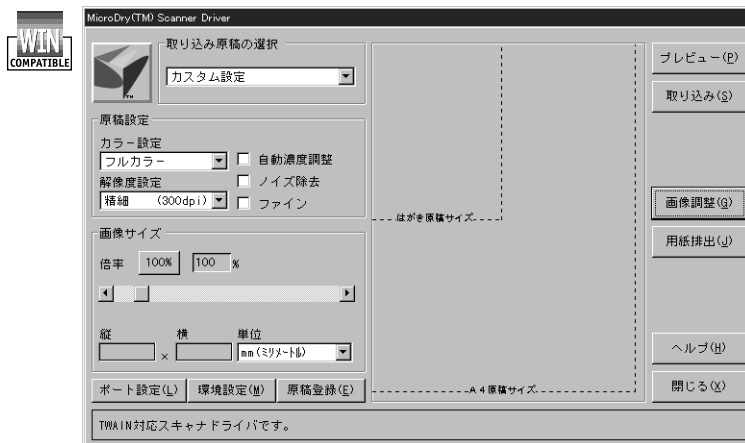 WIN
COMPATIBLE
MicroDry(TM) Scanner Driver
TM
取り込み原稿の選択
カスタム設定
原稿設定
カラー設定
フルカラー
自動濃度調整
解像度設定
ノイズ除去
精細 (300dpi)
ファイン
画像サイズ
倍率 100% 100 %
縦 横 単位
× mm(ミリメートル)
ポート設定(L) 環境設定(M) 原稿登録(E)
はがき原稿サイズ
A4原稿サイズ
プレビュー(P)
取り込み(S)
画像調整(G)
用紙排出(J)
ヘルプ(H)
閉じる(X)
TWAIN対応スキャナドライバです。